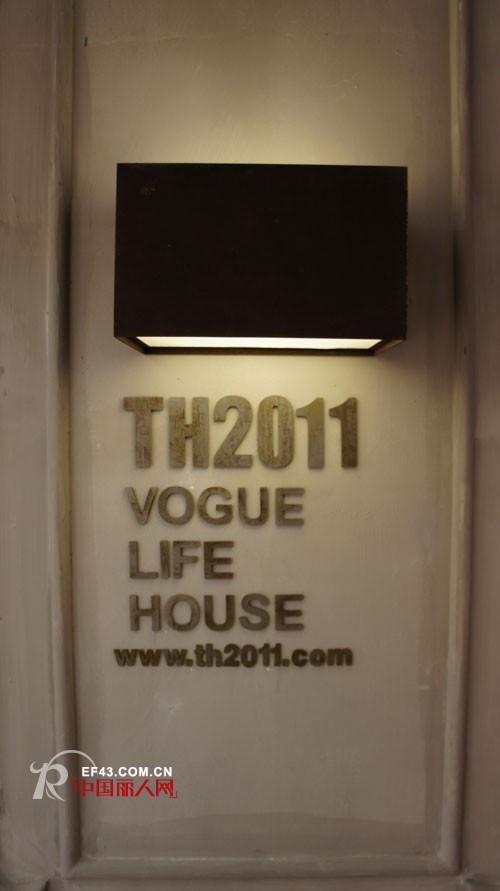 TH2011
VOGUE
LIFE
HOUSE
www.th2011.com
EF43.COM.CN
中国丽人网